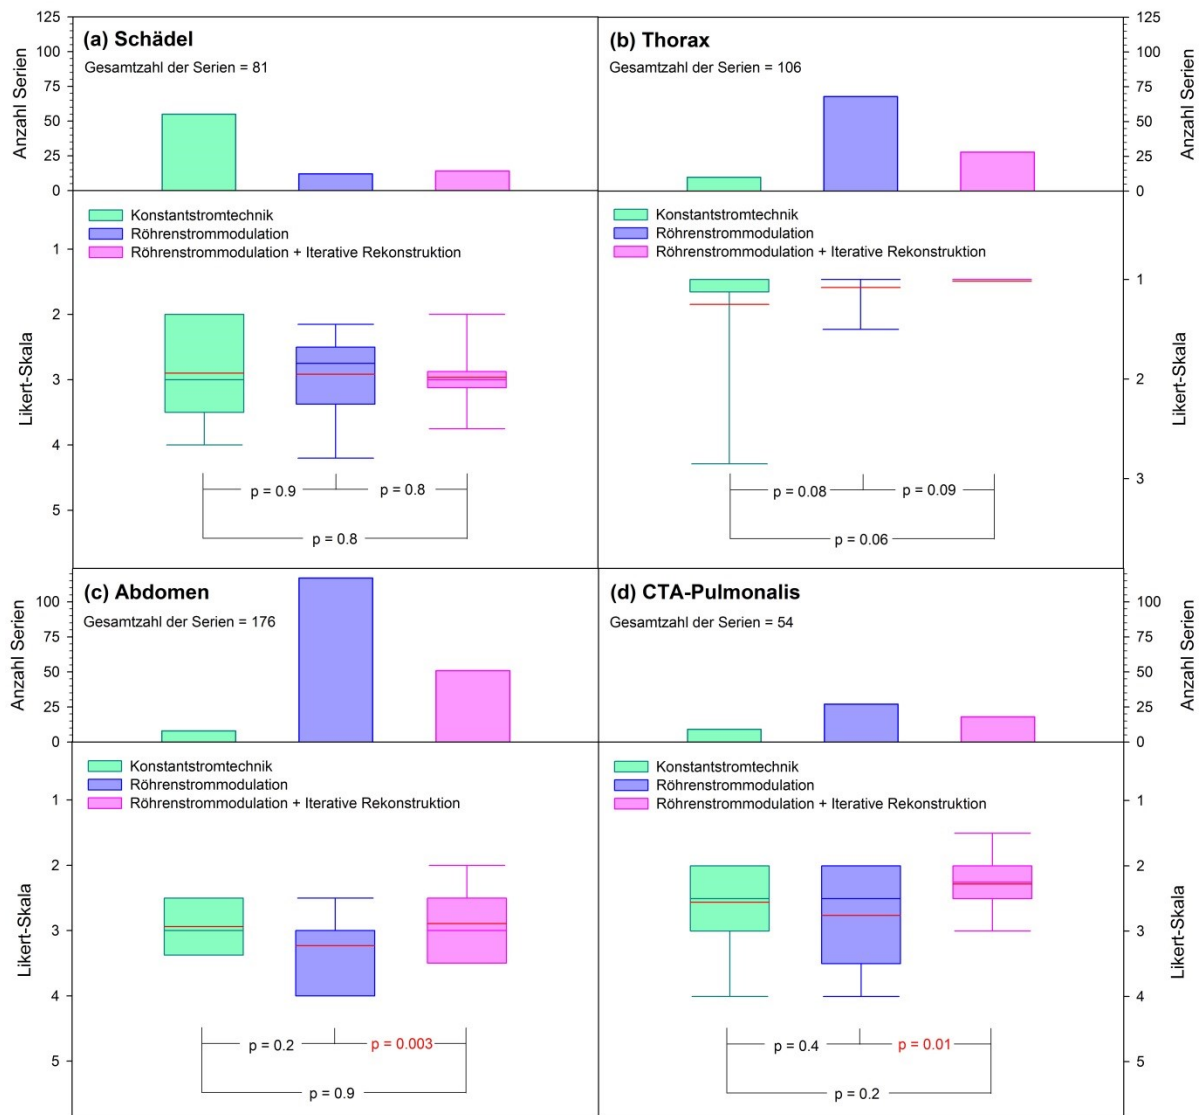 (a) Schädel
Gesamtzahl der Serien = 81
Anzahl Serien
125
100
75
50
25
0
Konstantstromtechnik
Röhrenstrommodulation
Röhrenstrommodulation + Iterative Rekonstruktion
Likert-Skala
1
2
3
4
5
p = 0.9
p = 0.8
p = 0.8
(b) Thorax
Gesamtzahl der Serien = 106
125
100
75
50
25
0
Anzahl Serien
Konstantstromtechnik
Röhrenstrommodulation
Röhrenstrommodulation + Iterative Rekonstruktion
1
2
3
Likert-Skala
p = 0.08
p = 0.09
p = 0.06
(c) Abdomen
Gesamtzahl der Serien = 176
Anzahl Serien
100
75
50
25
0
Konstantstromtechnik
Röhrenstrommodulation
Röhrenstrommodulation + Iterative Rekonstruktion
Likert-Skala
1
2
3
4
5
p = 0.2
p = 0.003
p = 0.9
(d) CTA-Pulmonalis
Gesamtzahl der Serien = 54
100
75
50
25
0
Anzahl Serien
Konstantstromtechnik
Röhrenstrommodulation
Röhrenstrommodulation + Iterative Rekonstruktion
1
2
3
4
5
Likert-Skala
p = 0.4
p = 0.01
p = 0.2